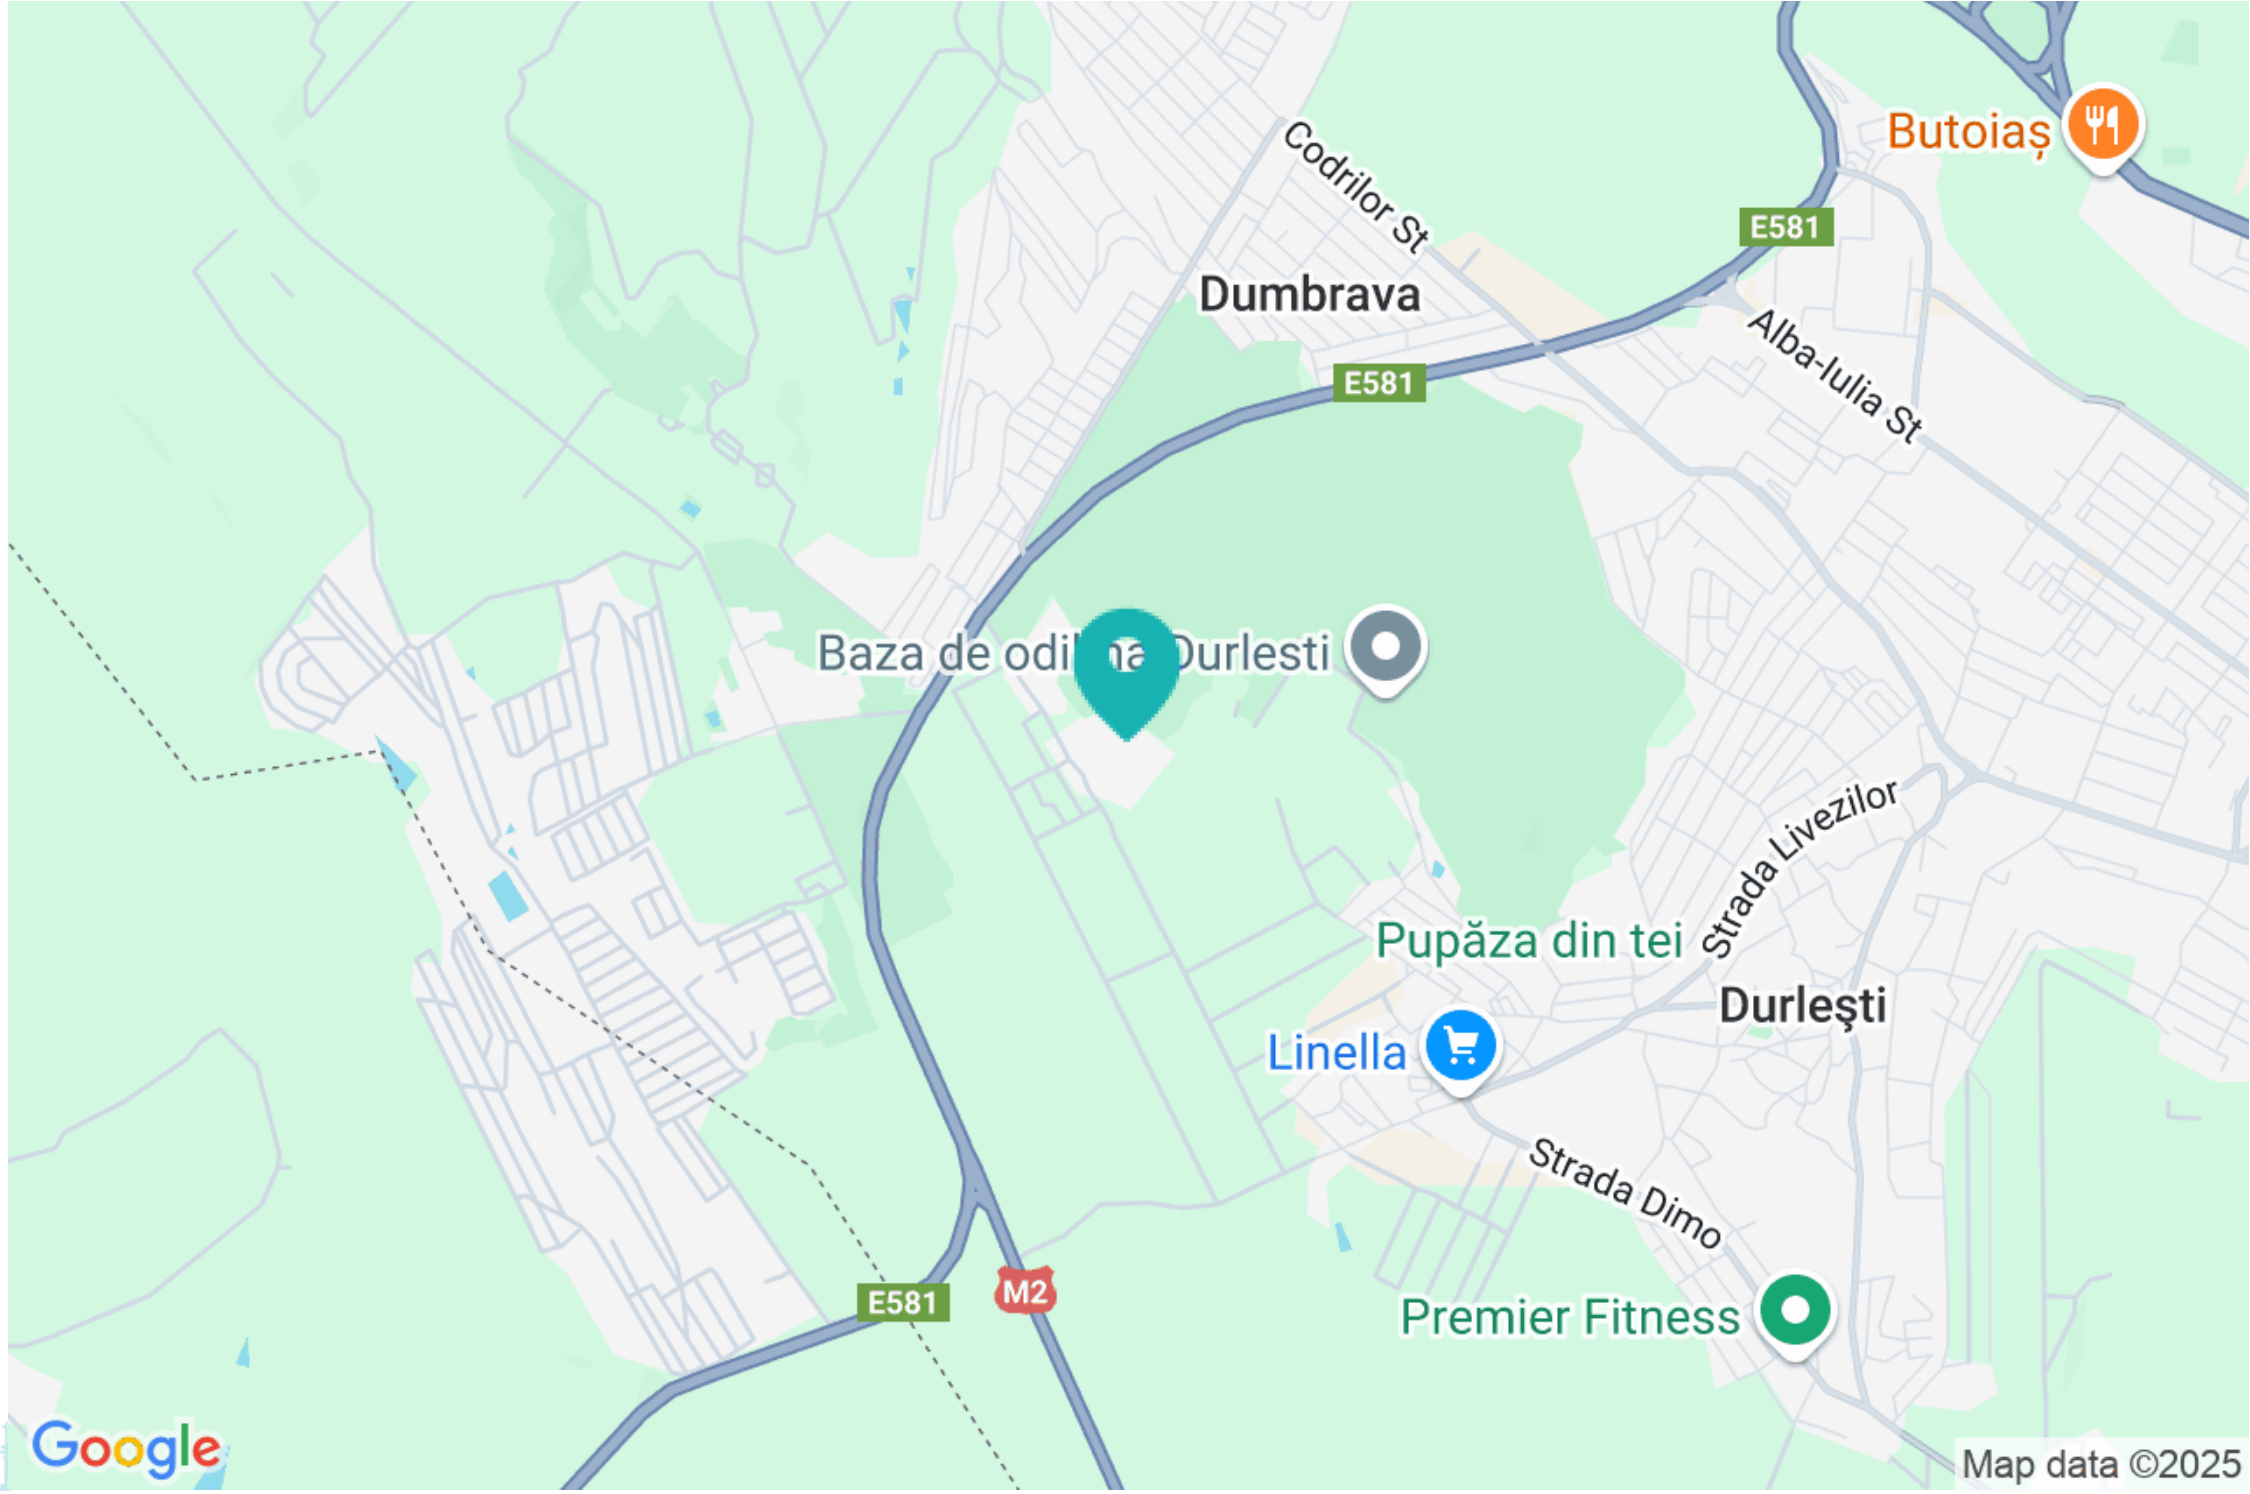 Butoiaș
Codrilor St
E581
Dumbrava
Alba-Iulia St
E581
Baza de odihna Durlesti
Strada Livezilor
Pupăza din tei
Durleşti
Linella
Strada Dimo
E581
M2
Premier Fitness
Google
Map data ©2025